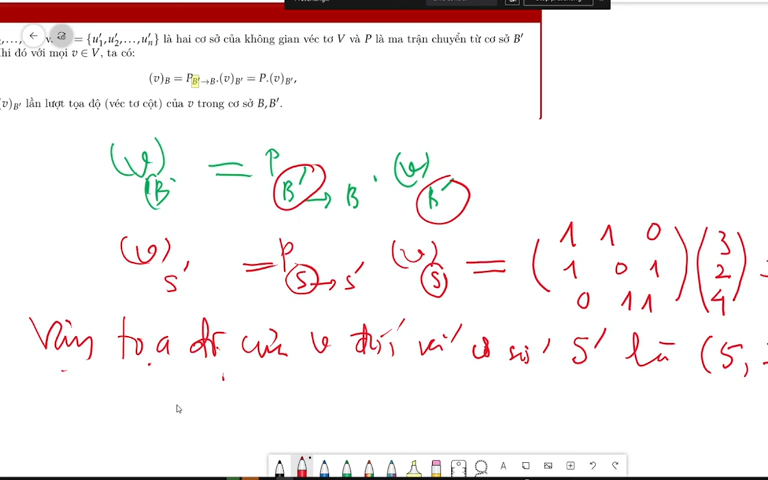 = {u′₁, u′₂, …, u′ₙ} là hai cơ sở của không gian véc tơ V và P là ma trận chuyển từ cơ sở B′
hi đó với mọi v ∈ V, ta có:
(v)_B = P_{B′→B}.(v)_{B′} = P.(v)_{B′},
v)_{B′} lần lượt tọa độ (véc tơ cột) của v trong cơ sở B, B′.
(v)_B = P_{B′→B} . (v)_{B′}
(v)_{S′} = P_{S→S′} (v)_S = (1 1 0
1 0 1
0 1 1) (3
2
4)
Vậy tọa độ của v đối với cơ sở S′ là (5,